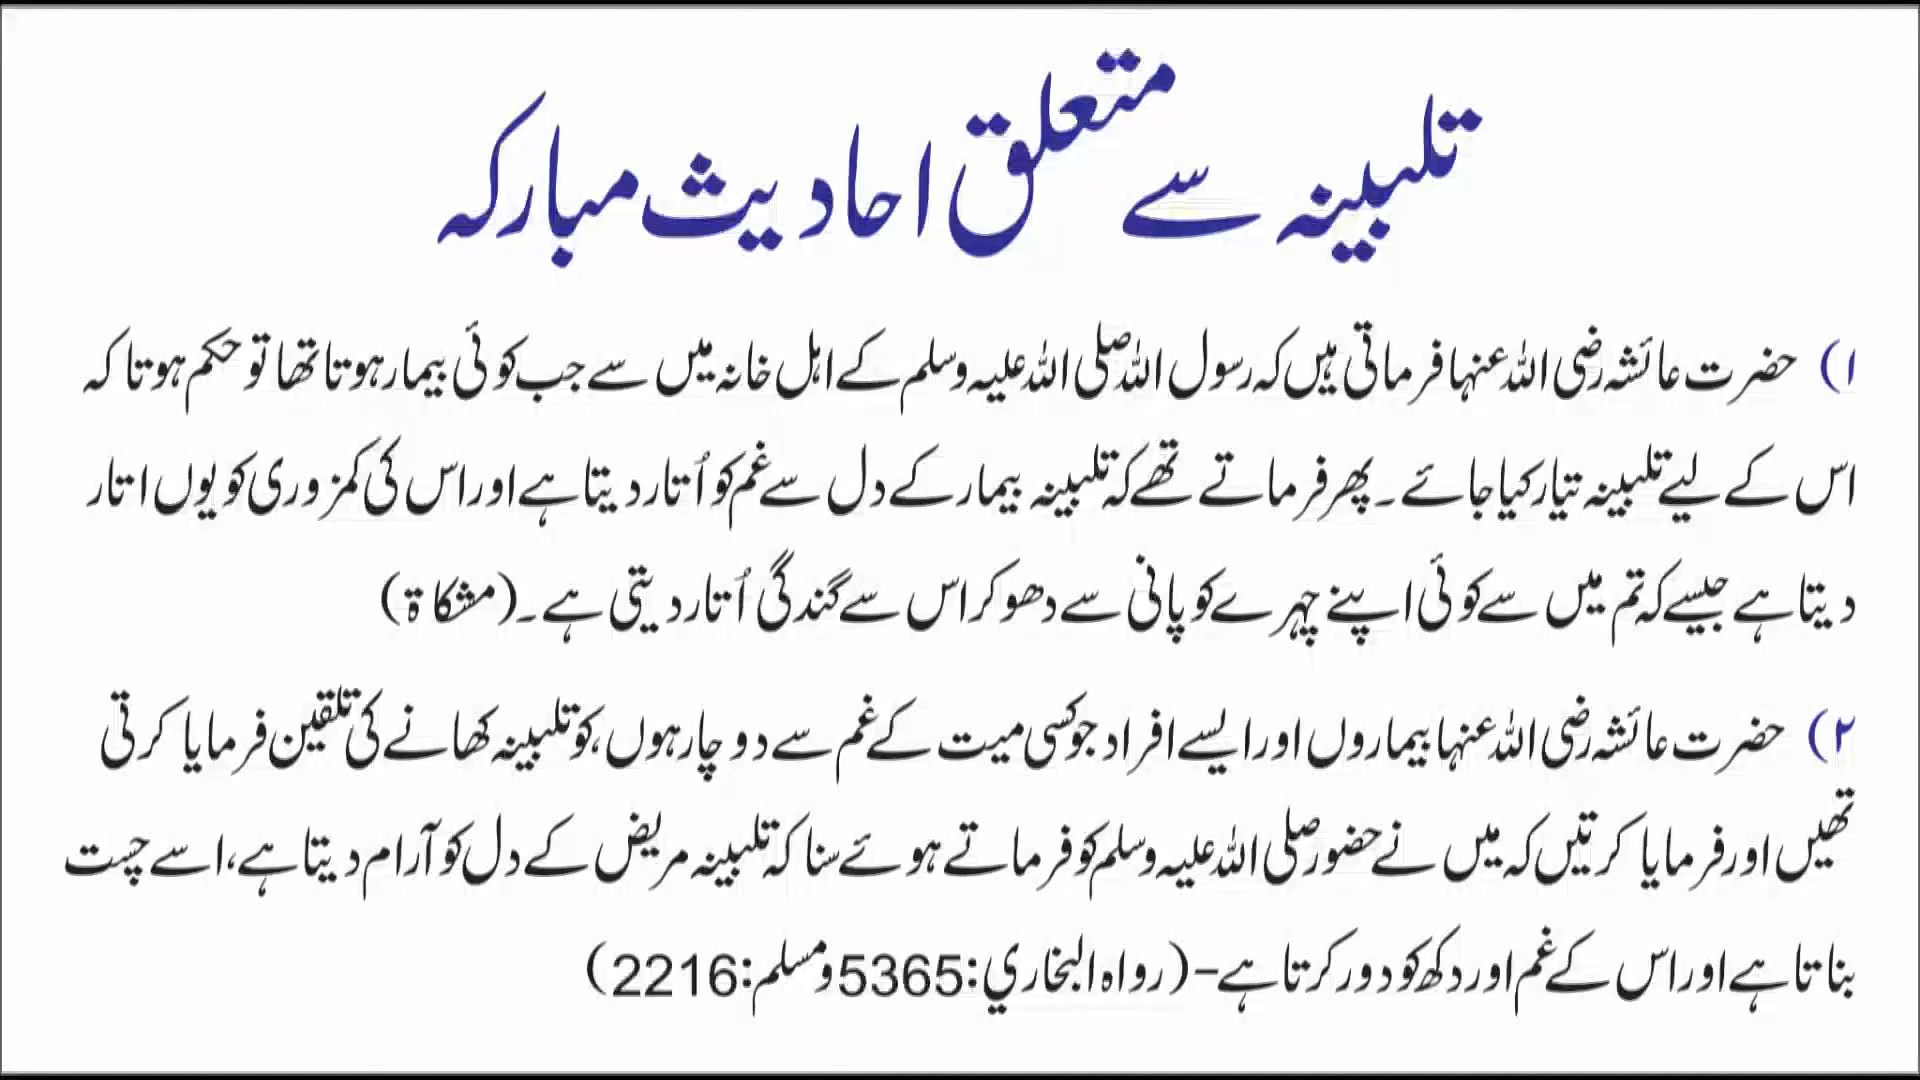 تلبینہ سے متعلق احادیث مبارکہ
۱) حضرت عائشہ رضی اللہ عنہا فرماتی ہیں کہ رسول اللہ صلی اللہ علیہ وسلم کے اہل خانہ میں سے جب کوئی بیمار ہوتا تھا تو حکم ہوتا کہ
اس کے لیے تلبینہ تیار کیا جائے۔ پھر فرماتے تھے کہ تلبینہ بیمار کے دل سے غم کو اُتار دیتا ہے اور اس کی کمزوری کو یوں اتار
دیتا ہے جیسے کہ تم میں سے کوئی اپنے چہرے کو پانی سے دھو کر اس سے گندگی اُتار دیتی ہے۔ (مشکاۃ)
۲) حضرت عائشہ رضی اللہ عنہا بیماروں اور ایسے افراد جو کسی میت کے غم سے دو چار ہوں، کو تلبینہ کھانے کی تلقین فرمایا کرتی
تھیں اور فرمایا کرتیں کہ میں نے حضور صلی اللہ علیہ وسلم کو فرماتے ہوئے سنا کہ تلبینہ مریض کے دل کو آرام دیتا ہے، اسے چست
بناتا ہے اور اس کے غم اور دکھ کو دور کرتا ہے- (رواہ البخاري:5365 و مسلم:2216)